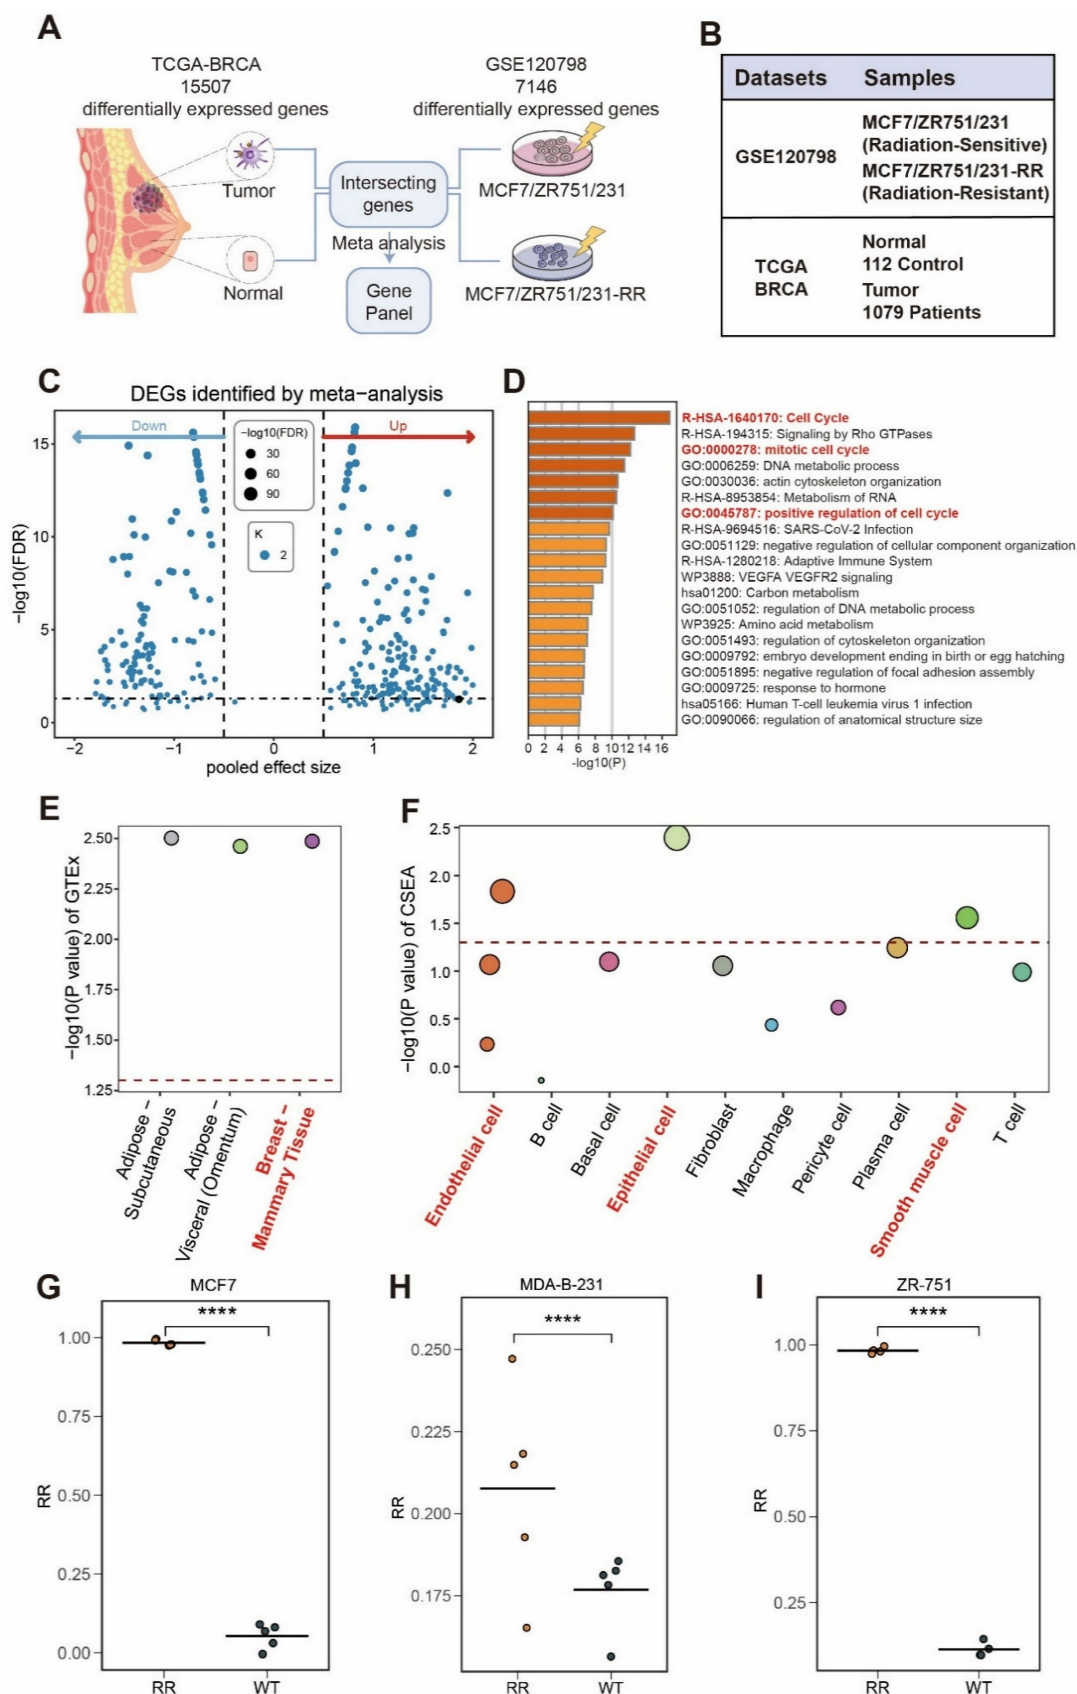 A
TCGA-BRCA
15507
differentially expressed genes
GSE120798
7146
differentially expressed genes
Tumor
Normal
Intersecting
genes
Meta analysis
Gene
Panel
MCF7/ZR751/231
MCF7/ZR751/231-RR
B
Datasets Samples
GSE120798
MCF7/ZR751/231
(Radiation-Sensitive)
MCF7/ZR751/231-RR
(Radiation-Resistant)
TCGA
BRCA
Normal
112 Control
Tumor
1079 Patients
C
DEGs identified by meta-analysis
Down
Up
−log10(FDR)
30
60
90
K
2
−log10(FDR)
15
10
5
0
−2 −1 0 1 2
pooled effect size
D
R-HSA-1640170: Cell Cycle
R-HSA-194315: Signaling by Rho GTPases
GO:0000278: mitotic cell cycle
GO:0006259: DNA metabolic process
GO:0030036: actin cytoskeleton organization
R-HSA-8953854: Metabolism of RNA
GO:0045787: positive regulation of cell cycle
R-HSA-9694516: SARS-CoV-2 Infection
GO:0051129: negative regulation of cellular component organization
R-HSA-1280218: Adaptive Immune System
WP3888: VEGFA VEGFR2 signaling
hsa01200: Carbon metabolism
GO:0051052: regulation of DNA metabolic process
WP3925: Amino acid metabolism
GO:0051493: regulation of cytoskeleton organization
GO:0009792: embryo development ending in birth or egg hatching
GO:0051895: negative regulation of focal adhesion assembly
GO:0009725: response to hormone
hsa05166: Human T-cell leukemia virus 1 infection
GO:0090066: regulation of anatomical structure size
0 2 4 6 8 10 12 14 16
-log10(P)
E
−log10(P value) of GTEx
2.50
2.25
2.00
1.75
1.50
1.25
Adipose −
Subcutaneous
Adipose −
Visceral (Omentum)
Breast −
Mammary Tissue
F
−log10(P value) of CSEA
2.5
2.0
1.5
1.0
0.5
0.0
Endothelial cell
B cell
Basal cell
Epithelial cell
Fibroblast
Macrophage
Pericyte cell
Plasma cell
Smooth muscle cell
T cell
G
MCF7
****
RR
1.00
0.75
0.50
0.25
0.00
RR WT
H
MDA-B-231
****
RR
0.250
0.225
0.200
0.175
RR WT
I
ZR-751
****
RR
1.00
0.75
0.50
0.25
RR WT